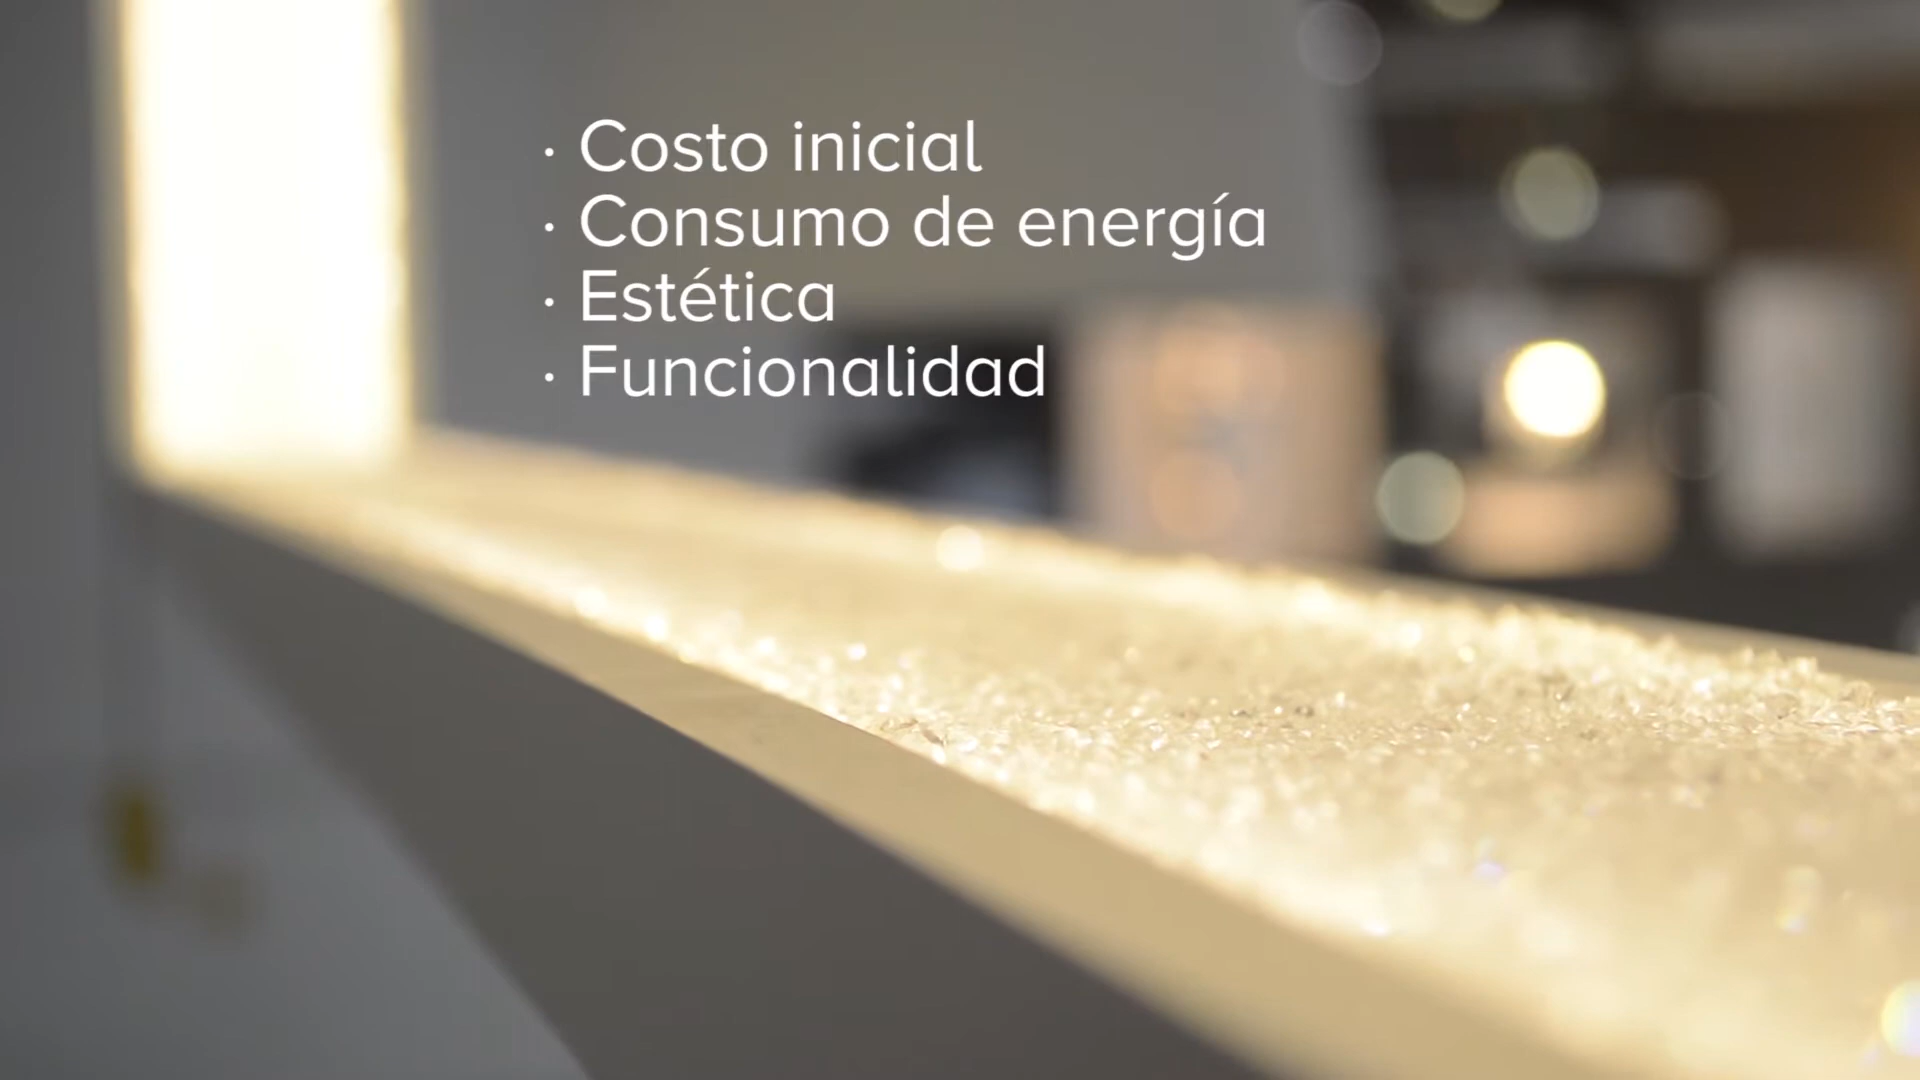 · Costo inicial
· Consumo de energía
· Estética
· Funcionalidad